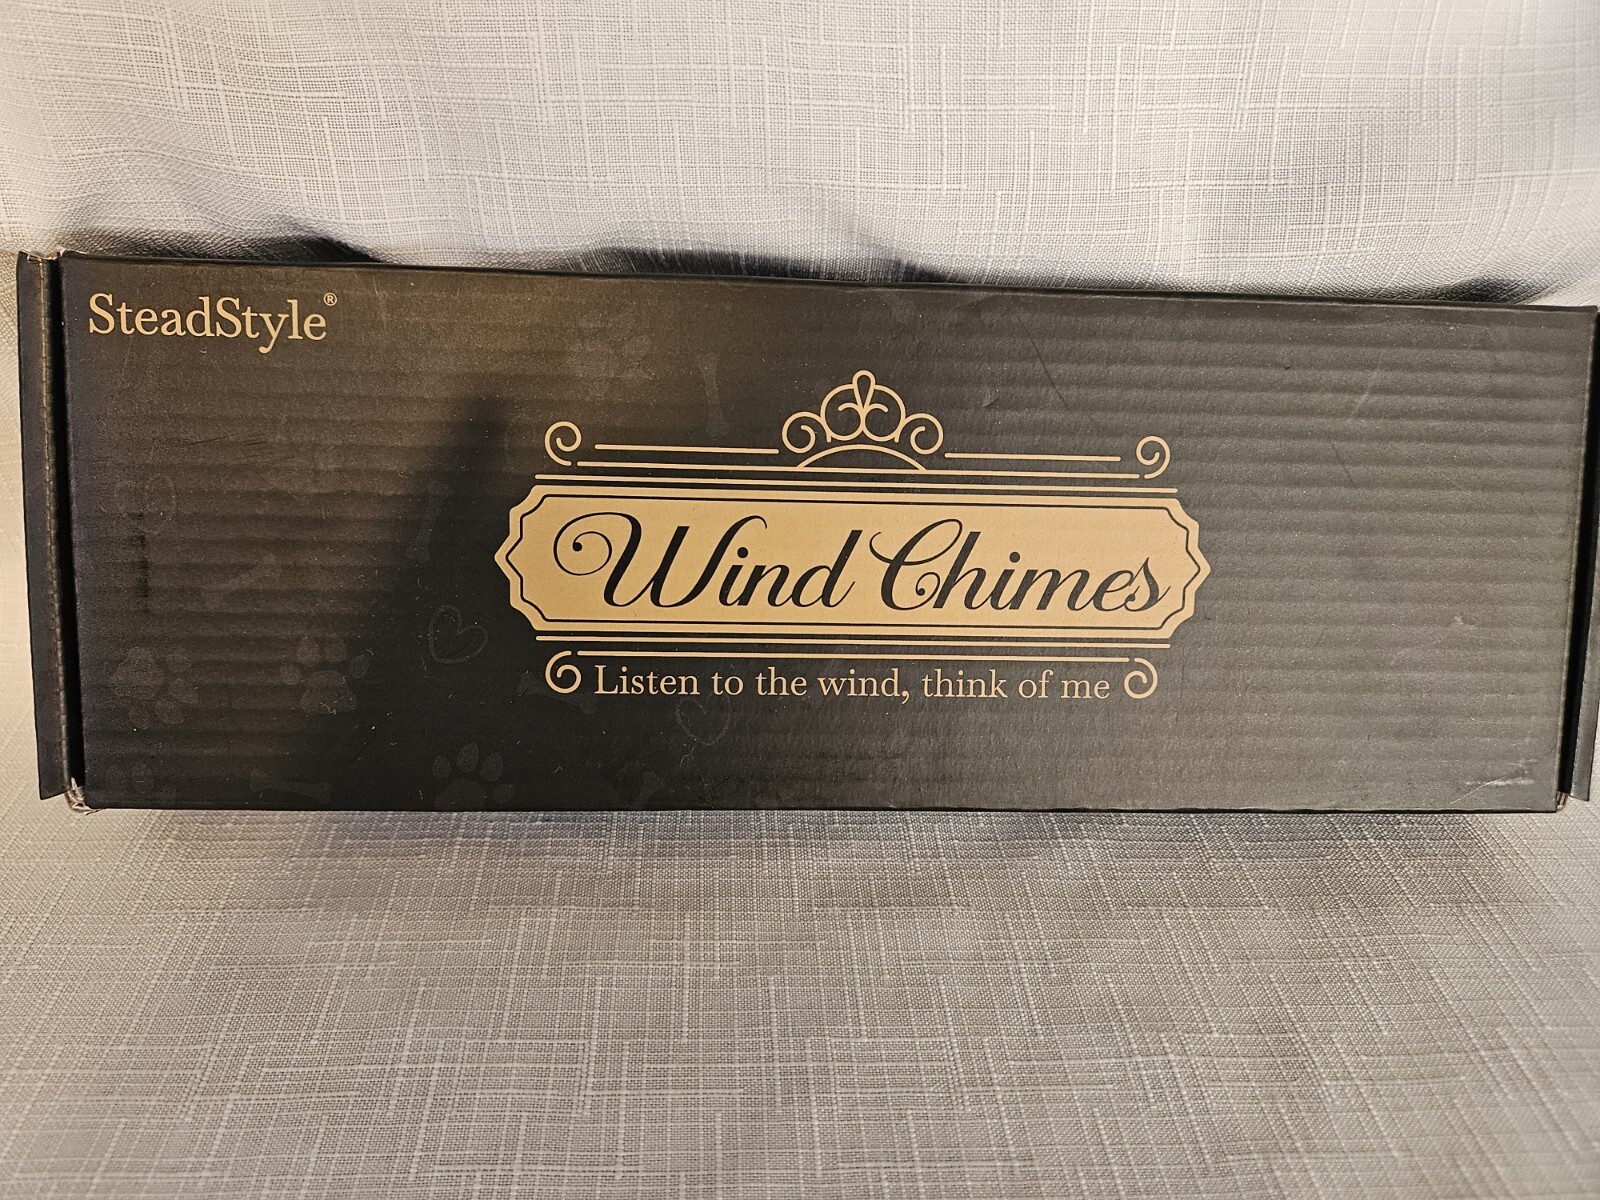 SteadStyle®
Wind Chimes
Listen to the wind, think of me